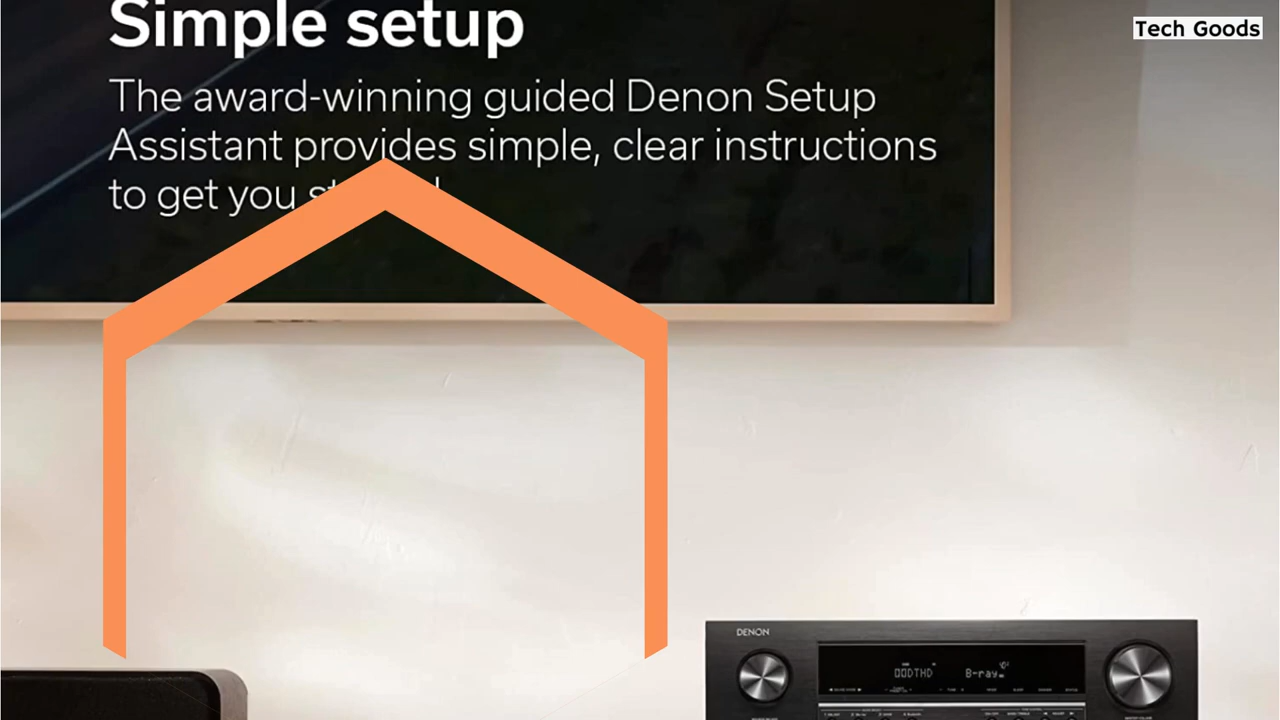 Simple setup
Tech Goods
The award-winning guided Denon Setup
Assistant provides simple, clear instructions
to get you
DENON
DTHD
B-ray